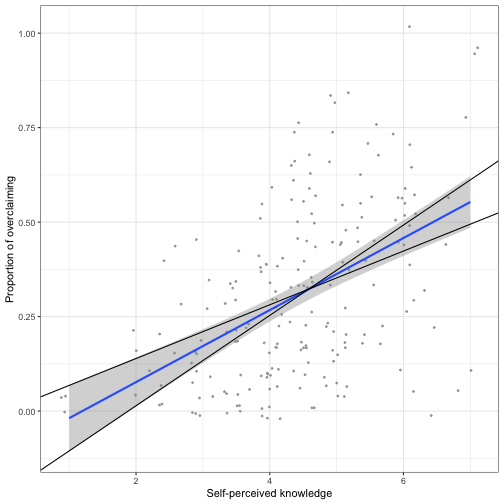 1.00
0.75
0.50
0.25
0.00
Proportion of overclaiming
2 4 6
Self-perceived knowledge